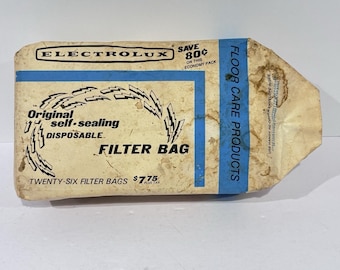 ELECTROLUX
SAVE
80¢
ON THIS
ECONOMY PACK
Original
self-sealing
DISPOSABLE
FILTER BAG
TWENTY-SIX FILTER BAGS $7.75
FLOOR CARE PRODUCTS